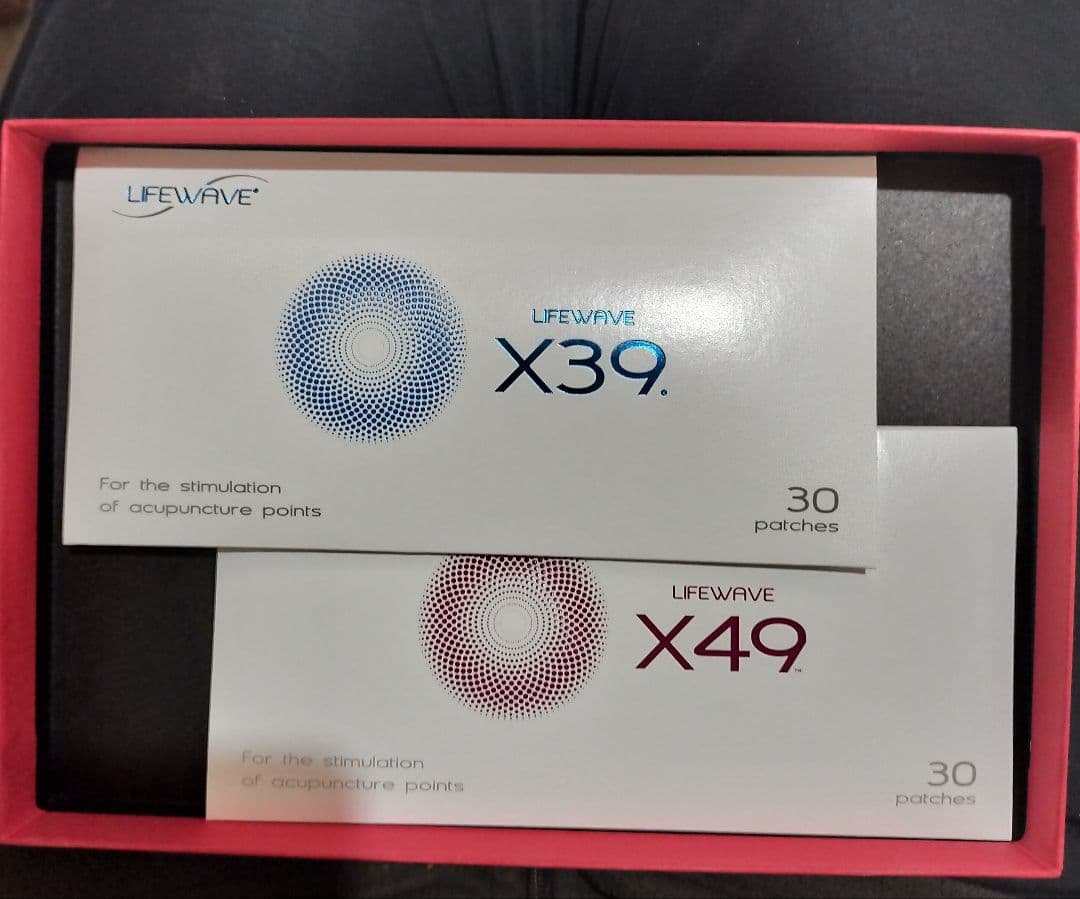 LIFEWAVE®
LIFEWAVE
X39®
For the stimulation
of acupuncture points
30
patches
LIFEWAVE
X49™
For the stimulation
of acupuncture points
30
patches